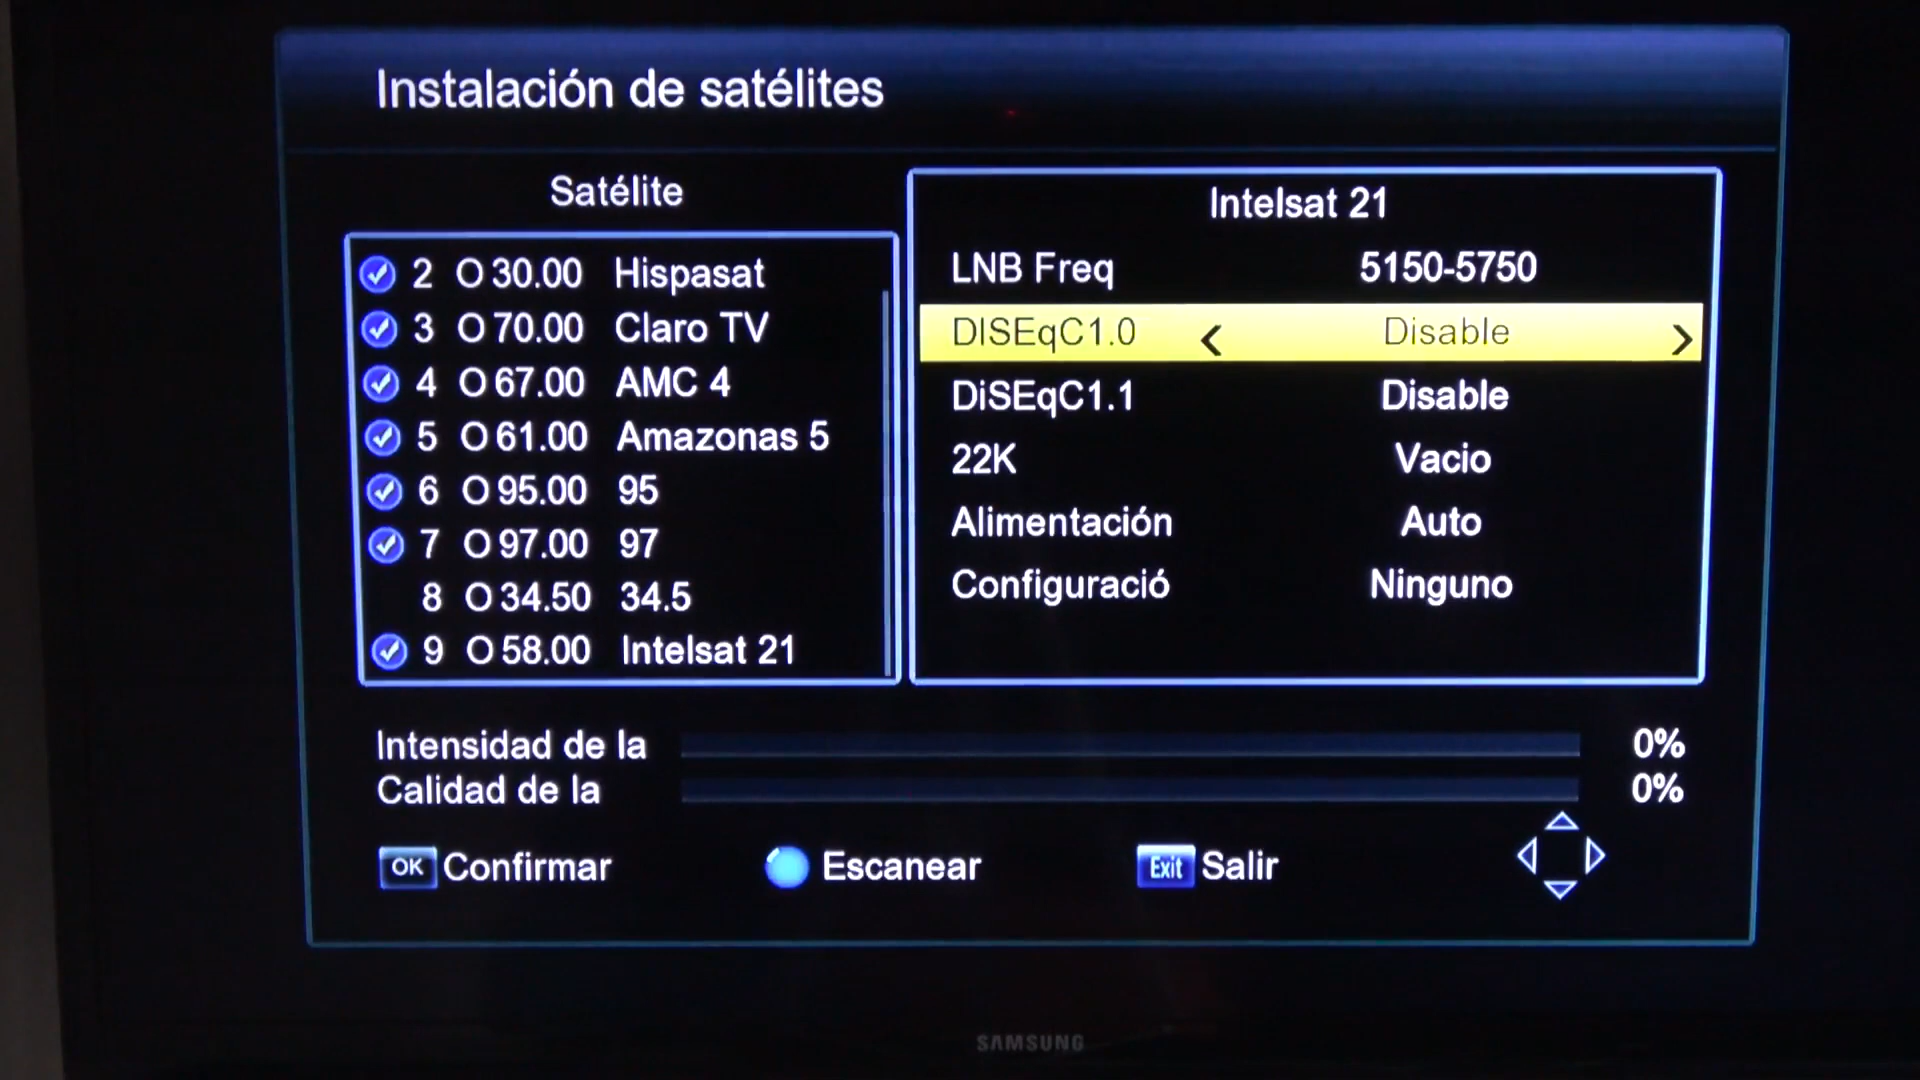 Instalación de satélites
Satélite
2 O 30.00 Hispasat
3 O 70.00 Claro TV
4 O 67.00 AMC 4
5 O 61.00 Amazonas 5
6 O 95.00 95
7 O 97.00 97
8 O 34.50 34.5
9 O 58.00 Intelsat 21
Intelsat 21
LNB Freq 5150-5750
DISEqC1.0 < Disable >
DiSEqC1.1 Disable
22K Vacio
Alimentación Auto
Configuració Ninguno
Intensidad de la 0%
Calidad de la 0%
OK Confirmar Escanear Exit Salir
SAMSUNG